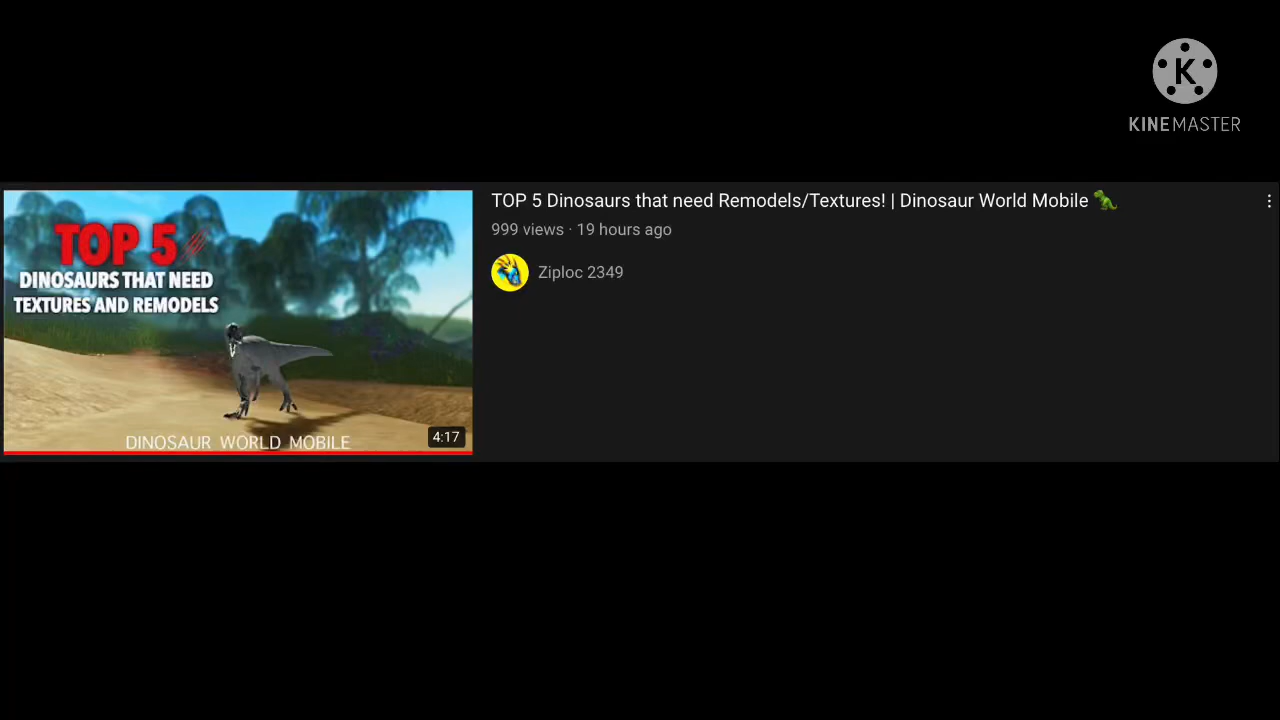 K
KINEMASTER
TOP 5
DINOSAURS THAT NEED
TEXTURES AND REMODELS
DINOSAUR WORLD MOBILE
4:17
TOP 5 Dinosaurs that need Remodels/Textures! | Dinosaur World Mobile 🦖
999 views · 19 hours ago
Ziploc 2349